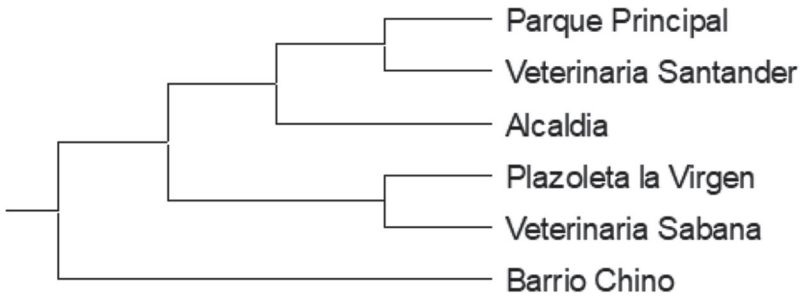 Parque Principal
Veterinaria Santander
Alcaldia
Plazoleta la Virgen
Veterinaria Sabana
Barrio Chino